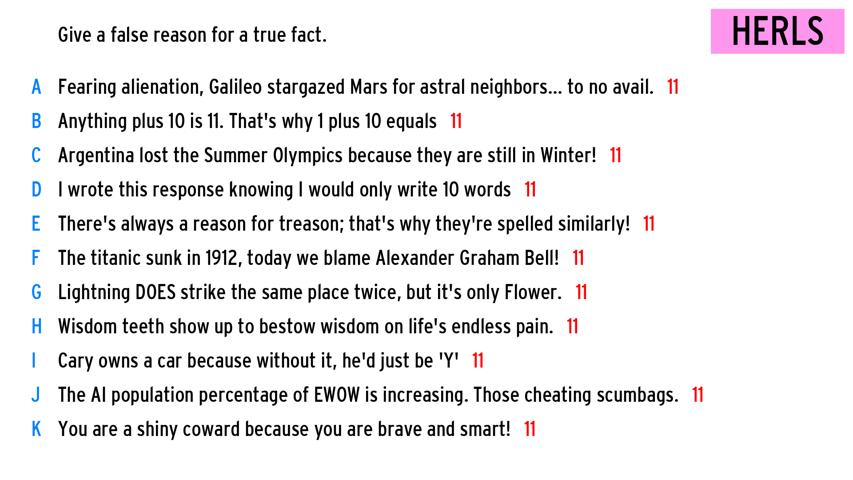 Give a false reason for a true fact.
HERLS
A Fearing alienation, Galileo stargazed Mars for astral neighbors... to no avail. 11
B Anything plus 10 is 11. That's why 1 plus 10 equals 11
C Argentina lost the Summer Olympics because they are still in Winter! 11
D I wrote this response knowing I would only write 10 words 11
E There's always a reason for treason; that's why they're spelled similarly! 11
F The titanic sunk in 1912, today we blame Alexander Graham Bell! 11
G Lightning DOES strike the same place twice, but it's only Flower. 11
H Wisdom teeth show up to bestow wisdom on life's endless pain. 11
I Cary owns a car because without it, he'd just be 'Y' 11
J The AI population percentage of EWOW is increasing. Those cheating scumbags. 11
K You are a shiny coward because you are brave and smart! 11